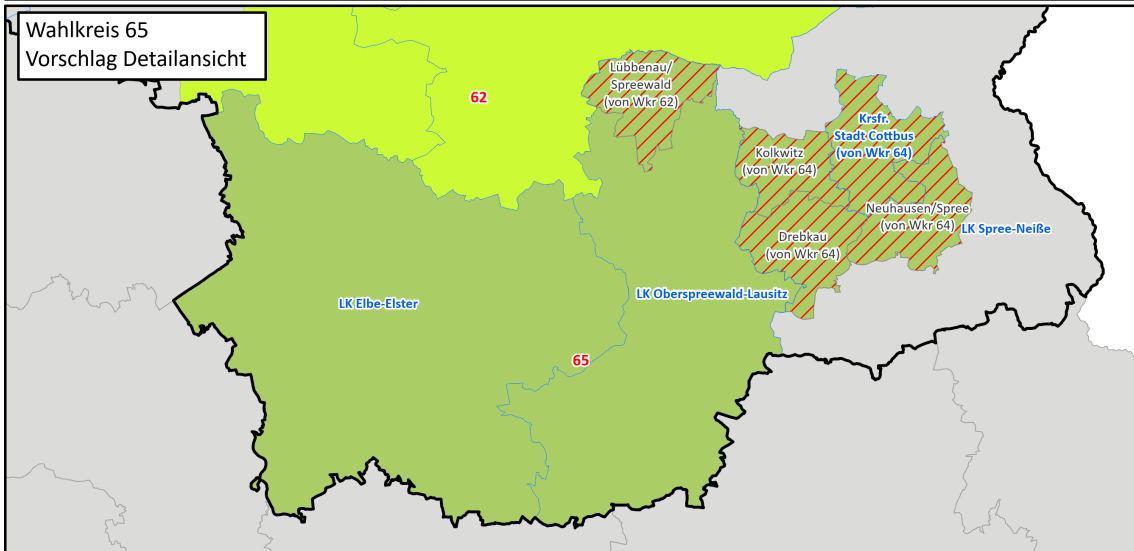 Wahlkreis 65
Vorschlag Detailansicht
62
Lübbenau/
Spreewald
(von Wkr 62)
Krsfr.
Stadt Cottbus
(von Wkr 64)
Kolkwitz
(von Wkr 64)
Neuhausen/Spree
(von Wkr 64)
LK Spree-Neiße
Drebkau
(von Wkr 64)
LK Elbe-Elster
LK Oberspreewald-Lausitz
65